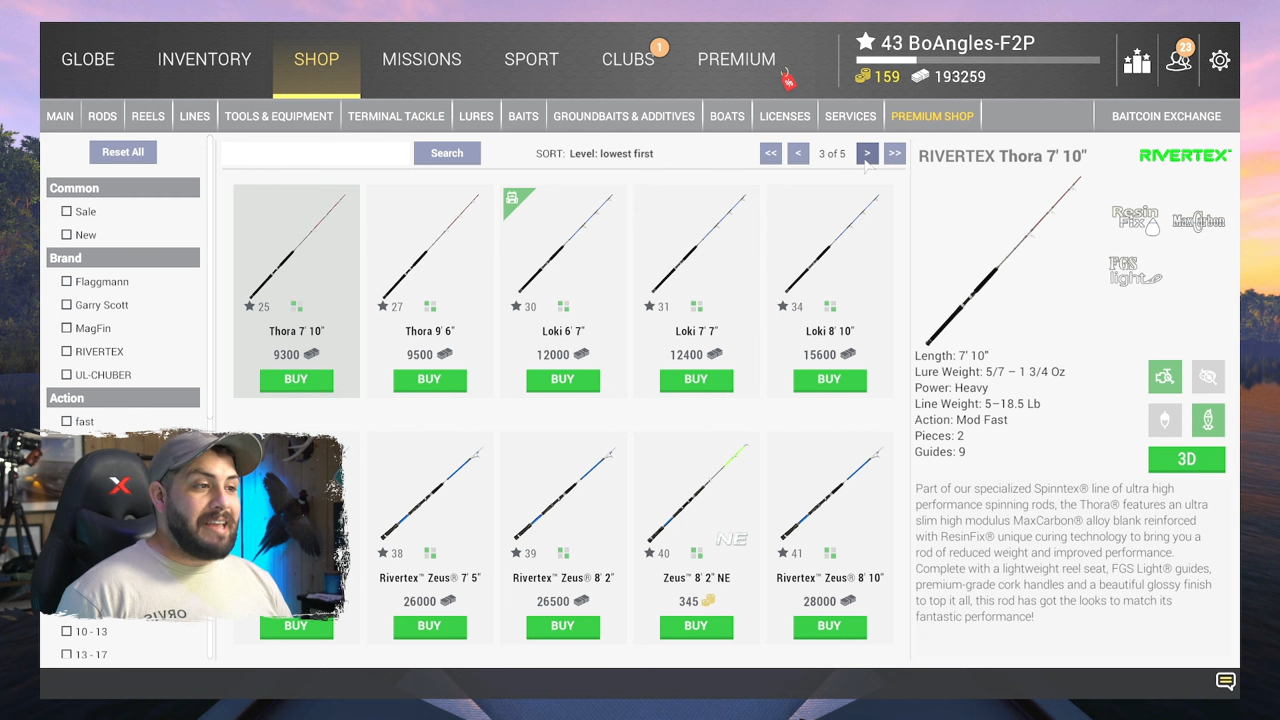 GLOBE INVENTORY SHOP MISSIONS SPORT CLUBS 1 PREMIUM %
43 BoAngles-F2P
159 193259
23
MAIN RODS REELS LINES TOOLS & EQUIPMENT TERMINAL TACKLE LURES BAITS GROUNDBAITS & ADDITIVES BOATS LICENSES SERVICES PREMIUM SHOP BAITCOIN EXCHANGE
Reset All
Common
Sale
New
Brand
Flaggmann
Garry Scott
MagFin
RIVERTEX
UL-CHUBER
Action
fast
10 - 13
13 - 17
Search SORT: Level: lowest first << < 3 of 5 > >>
25 27 30 31 34
Thora 7' 10" Thora 9' 6" Loki 6' 7" Loki 7' 7" Loki 8' 10"
9300 9500 12000 12400 15600
BUY BUY BUY BUY BUY
NE
38 39 40 41
Rivertex™ Zeus® 7' 5" Rivertex™ Zeus® 8' 2" Zeus™ 8' 2" NE Rivertex™ Zeus® 8' 10"
26000 26500 345 28000
BUY BUY BUY BUY BUY
RIVERTEX Thora 7' 10" RIVERTEX™
Resin Fix MaxCarbon
FGS light
Length: 7' 10"
Lure Weight: 5/7 – 1 3/4 Oz
Power: Heavy
Line Weight: 5–18.5 Lb
Action: Mod Fast
Pieces: 2
Guides: 9
3D
Part of our specialized Spinntex® line of ultra high
performance spinning rods, the Thora® features an ultra
slim high modulus MaxCarbon® alloy blank reinforced
with ResinFix® unique curing technology to bring you a
rod of reduced weight and improved performance.
Complete with a lightweight reel seat, FGS Light® guides,
premium-grade cork handles and a beautiful glossy finish
to top it all, this rod has got the looks to match its
fantastic performance!
X
ORVIS